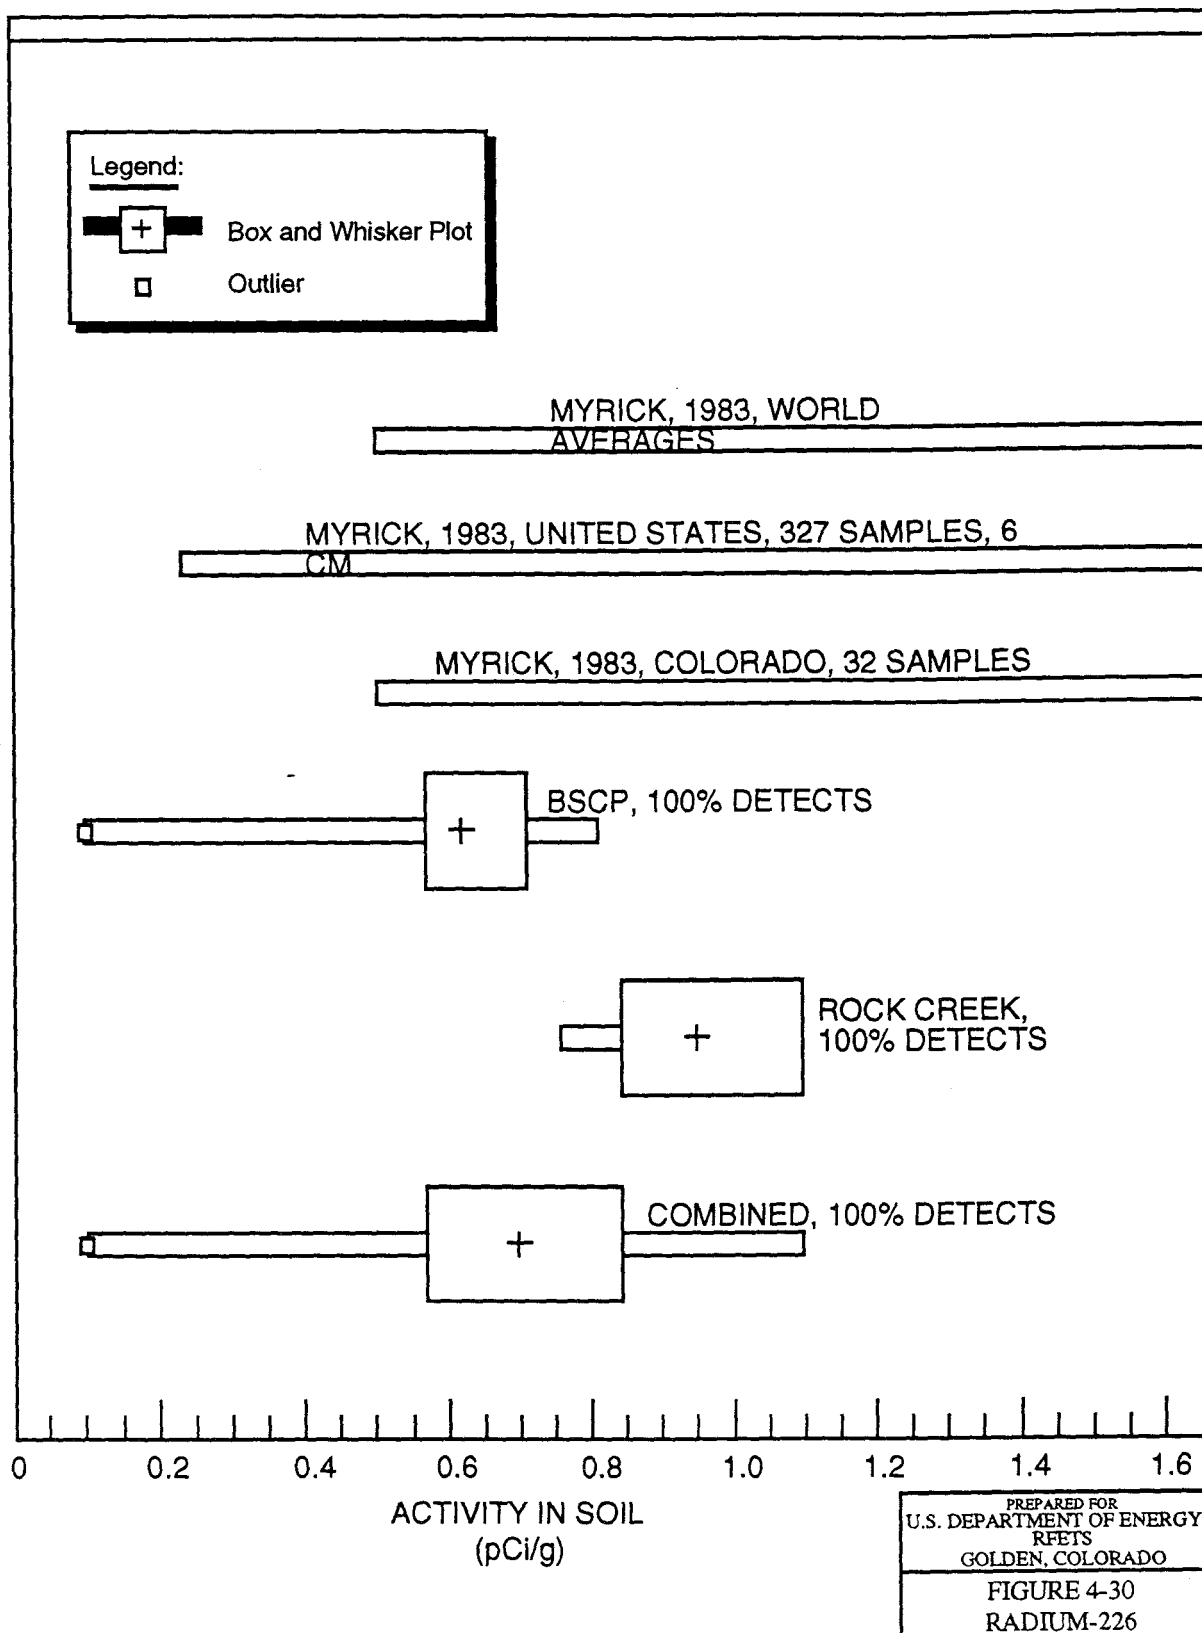 Legend:
Box and Whisker Plot
Outlier
MYRICK, 1983, WORLD
AVERAGES
MYRICK, 1983, UNITED STATES, 327 SAMPLES, 6
CM
MYRICK, 1983, COLORADO, 32 SAMPLES
BSCP, 100% DETECTS
ROCK CREEK,
100% DETECTS
COMBINED, 100% DETECTS
0 0.2 0.4 0.6 0.8 1.0 1.2 1.4 1.6
ACTIVITY IN SOIL
(pCi/g)
PREPARED FOR
U.S. DEPARTMENT OF ENERGY
RFETS
GOLDEN, COLORADO
FIGURE 4-30
RADIUM-226